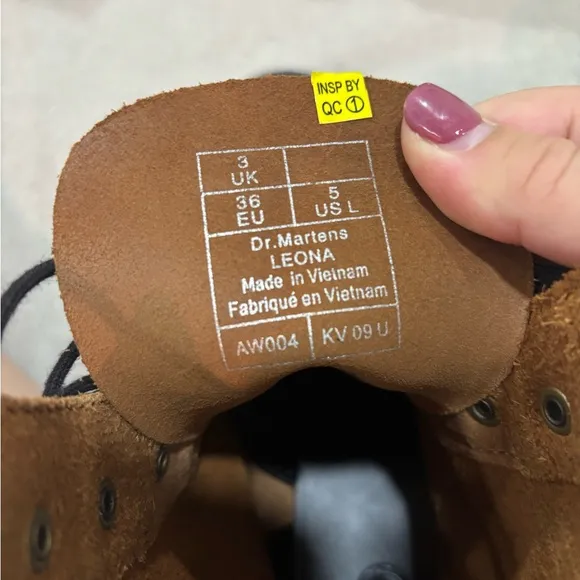 INSP BY
QC 1
3
UK
36 5
EU US L
Dr.Martens
LEONA
Made in Vietnam
Fabriqué en Vietnam
AW004 KV 09 U